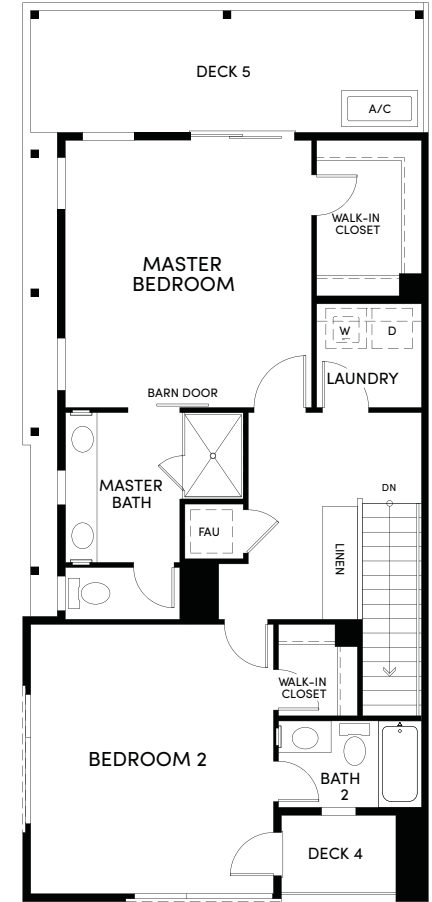 DECK 5
A/C
WALK-IN
CLOSET
MASTER
BEDROOM
W
D
LAUNDRY
BARN DOOR
MASTER
BATH
DN
FAU
LINEN
WALK-IN
CLOSET
BEDROOM 2
BATH
2
DECK 4